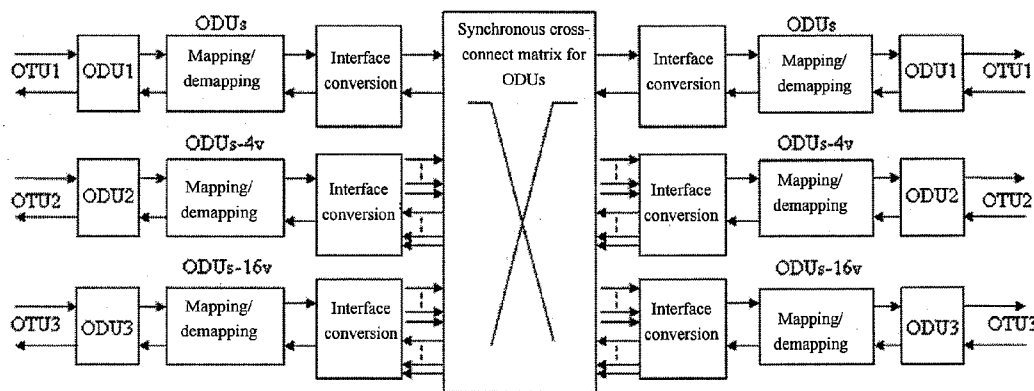 ODUs
Synchronous cross-
connect matrix for
ODUs
ODUs
OTU1
ODU1
Mapping/
demapping
Interface
conversion
Interface
conversion
Mapping/
demapping
ODU1
OTU1
ODUs-4v
ODUs-4v
OTU2
ODU2
Mapping/
demapping
Interface
conversion
Interface
conversion
Mapping/
demapping
ODU2
OTU2
ODUs-16v
ODUs-16v
OTU3
ODU3
Mapping/
demapping
Interface
conversion
Interface
conversion
Mapping/
demapping
ODU3
OTU3